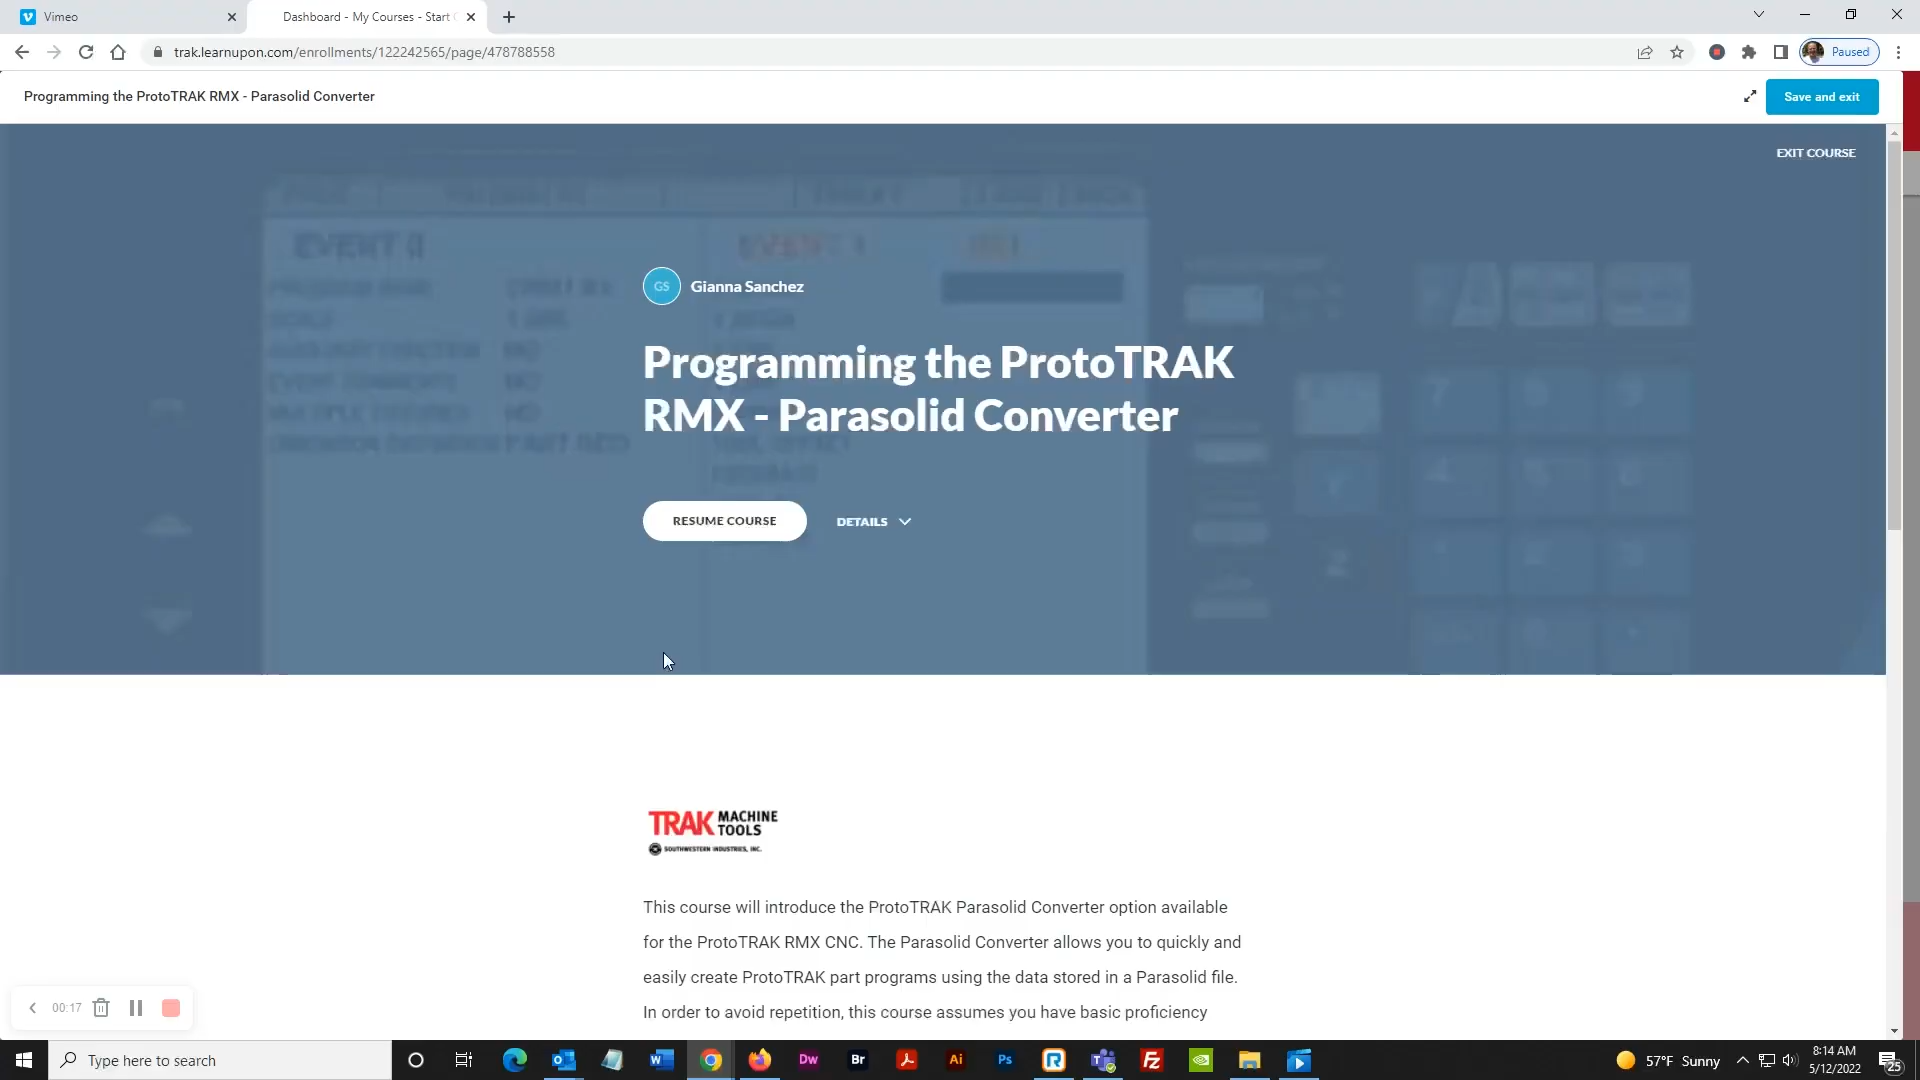 Vimeo
Dashboard - My Courses - Start
trak.learnupon.com/enrollments/122242565/page/478788558
Paused
Programming the ProtoTRAK RMX - Parasolid Converter
Save and exit
EXIT COURSE
GS
Gianna Sanchez
Programming the ProtoTRAK
RMX - Parasolid Converter
RESUME COURSE
DETAILS
TRAK MACHINE TOOLS
SOUTHWESTERN INDUSTRIES, INC.
This course will introduce the ProtoTRAK Parasolid Converter option available
for the ProtoTRAK RMX CNC. The Parasolid Converter allows you to quickly and
easily create ProtoTRAK part programs using the data stored in a Parasolid file.
In order to avoid repetition, this course assumes you have basic proficiency
00:17
Type here to search
Dw
Br
Ai
Ps
57°F Sunny
8:14 AM
5/12/2022
25